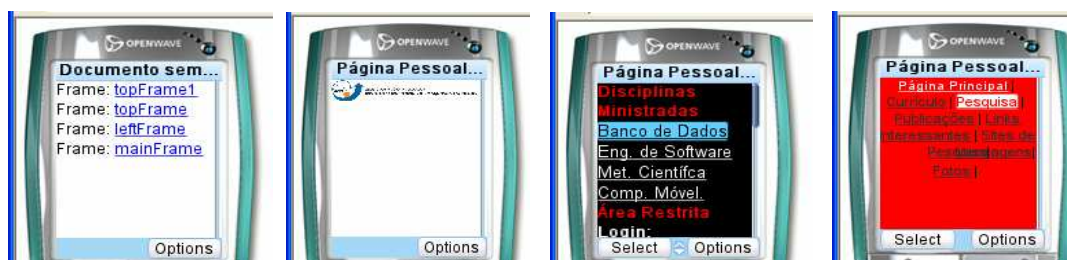 OPENWAVE
Documento sem...
Frame: topFrame1
Frame: topFrame
Frame: leftFrame
Frame: mainFrame
Options
OPENWAVE
Página Pessoal...
Options
OPENWAVE
Página Pessoal...
Disciplinas
Ministradas
Banco de Dados
Eng. de Software
Met. Científca
Comp. Móvel.
Área Restrita
Login:
Select Options
OPENWAVE
Página Pessoal...
Página Principal |
Currículo | Pesquisa |
Publicações | Links
Interessantes | Sites de
Fotos |
Select Options